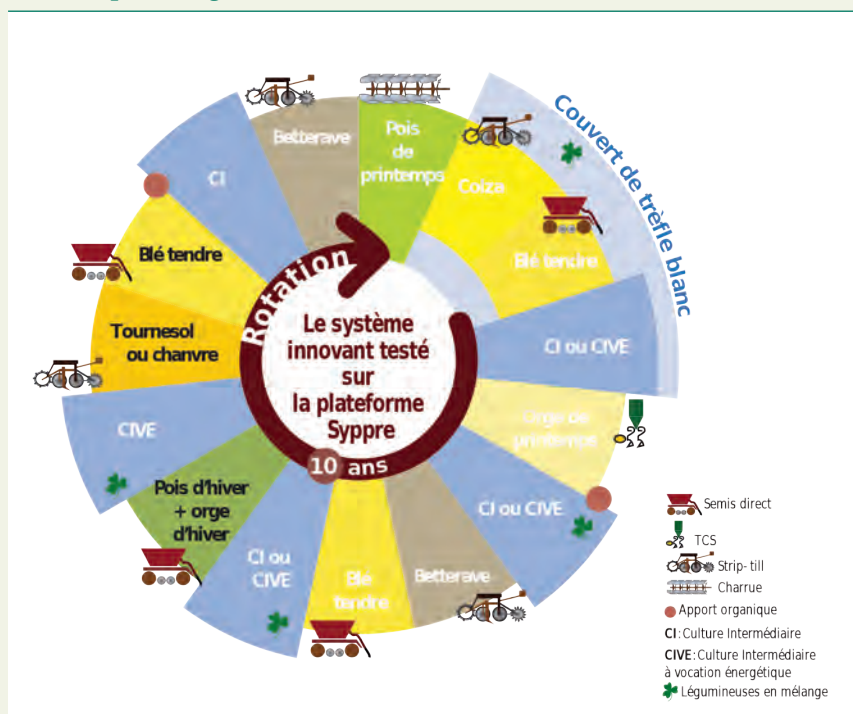 Betterave
Pois
de
printemps
Colza
Blé tendre
Couvert de trèfle blanc
CI ou CIVE
Orge de
printemps
CI ou CIVE
Betterave
Blé
tendre
CI ou
CIVE
Pois d'hiver
+ orge
d'hiver
CIVE
Tournesol
ou chanvre
Blé tendre
CI
Rotation
10 ans
Le système
innovant testé
sur
la plateforme
Syppre
Semis direct
TCS
Strip-till
Charrue
Apport organique
CI: Culture Intermédiaire
CIVE: Culture Intermédiaire
à vocation énergétique
Légumineuses en mélange